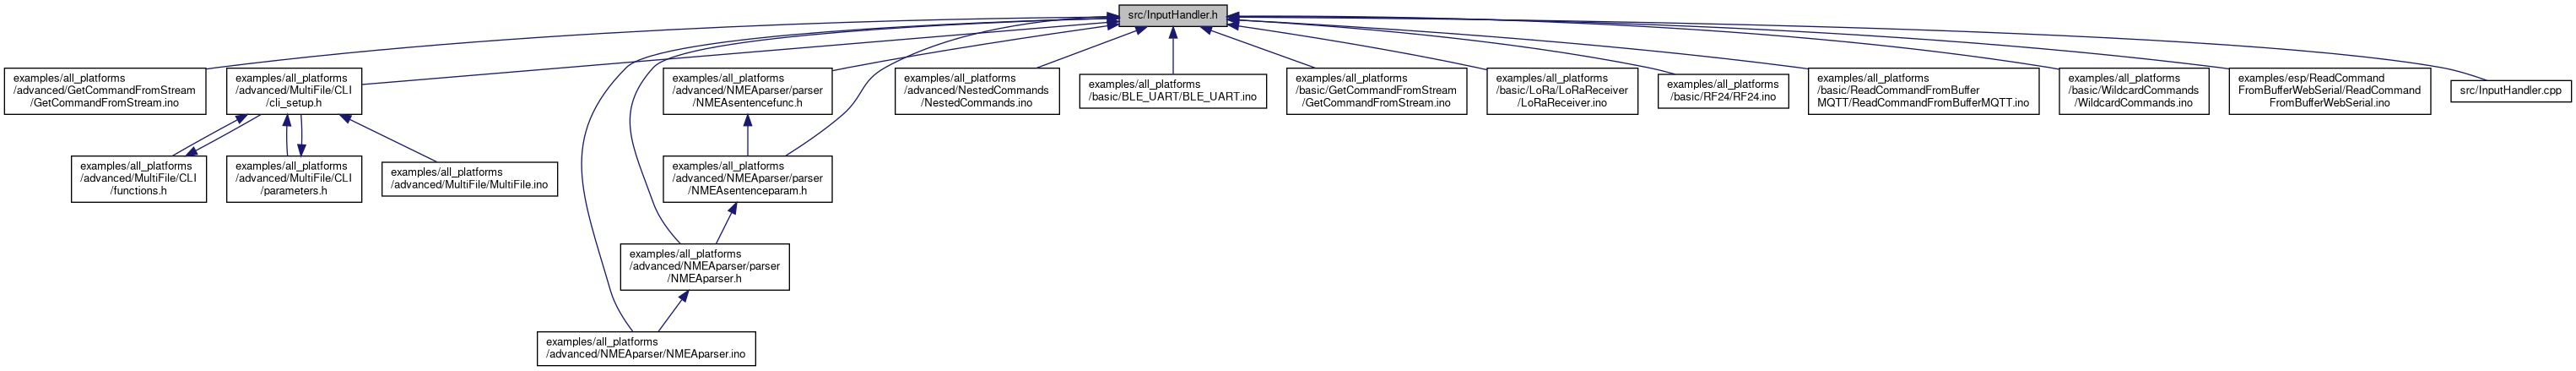 src/InputHandler.h
examples/all_platforms
/advanced/GetCommandFromStream
/GetCommandFromStream.ino
examples/all_platforms
/advanced/MultiFile/CLI
/cli_setup.h
examples/all_platforms
/advanced/NMEAparser/parser
/NMEAsentencefunc.h
examples/all_platforms
/advanced/NestedCommands
/NestedCommands.ino
examples/all_platforms
/basic/BLE_UART/BLE_UART.ino
examples/all_platforms
/basic/GetCommandFromStream
/GetCommandFromStream.ino
examples/all_platforms
/basic/LoRa/LoRaReceiver
/LoRaReceiver.ino
examples/all_platforms
/basic/RF24/RF24.ino
examples/all_platforms
/basic/ReadCommandFromBuffer
MQTT/ReadCommandFromBufferMQTT.ino
examples/all_platforms
/basic/WildcardCommands
/WildcardCommands.ino
examples/esp/ReadCommand
FromBufferWebSerial/ReadCommand
FromBufferWebSerial.ino
src/InputHandler.cpp
examples/all_platforms
/advanced/MultiFile/CLI
/functions.h
examples/all_platforms
/advanced/MultiFile/CLI
/parameters.h
examples/all_platforms
/advanced/MultiFile/MultiFile.ino
examples/all_platforms
/advanced/NMEAparser/parser
/NMEAsentenceparam.h
examples/all_platforms
/advanced/NMEAparser/parser
/NMEAparser.h
examples/all_platforms
/advanced/NMEAparser/NMEAparser.ino